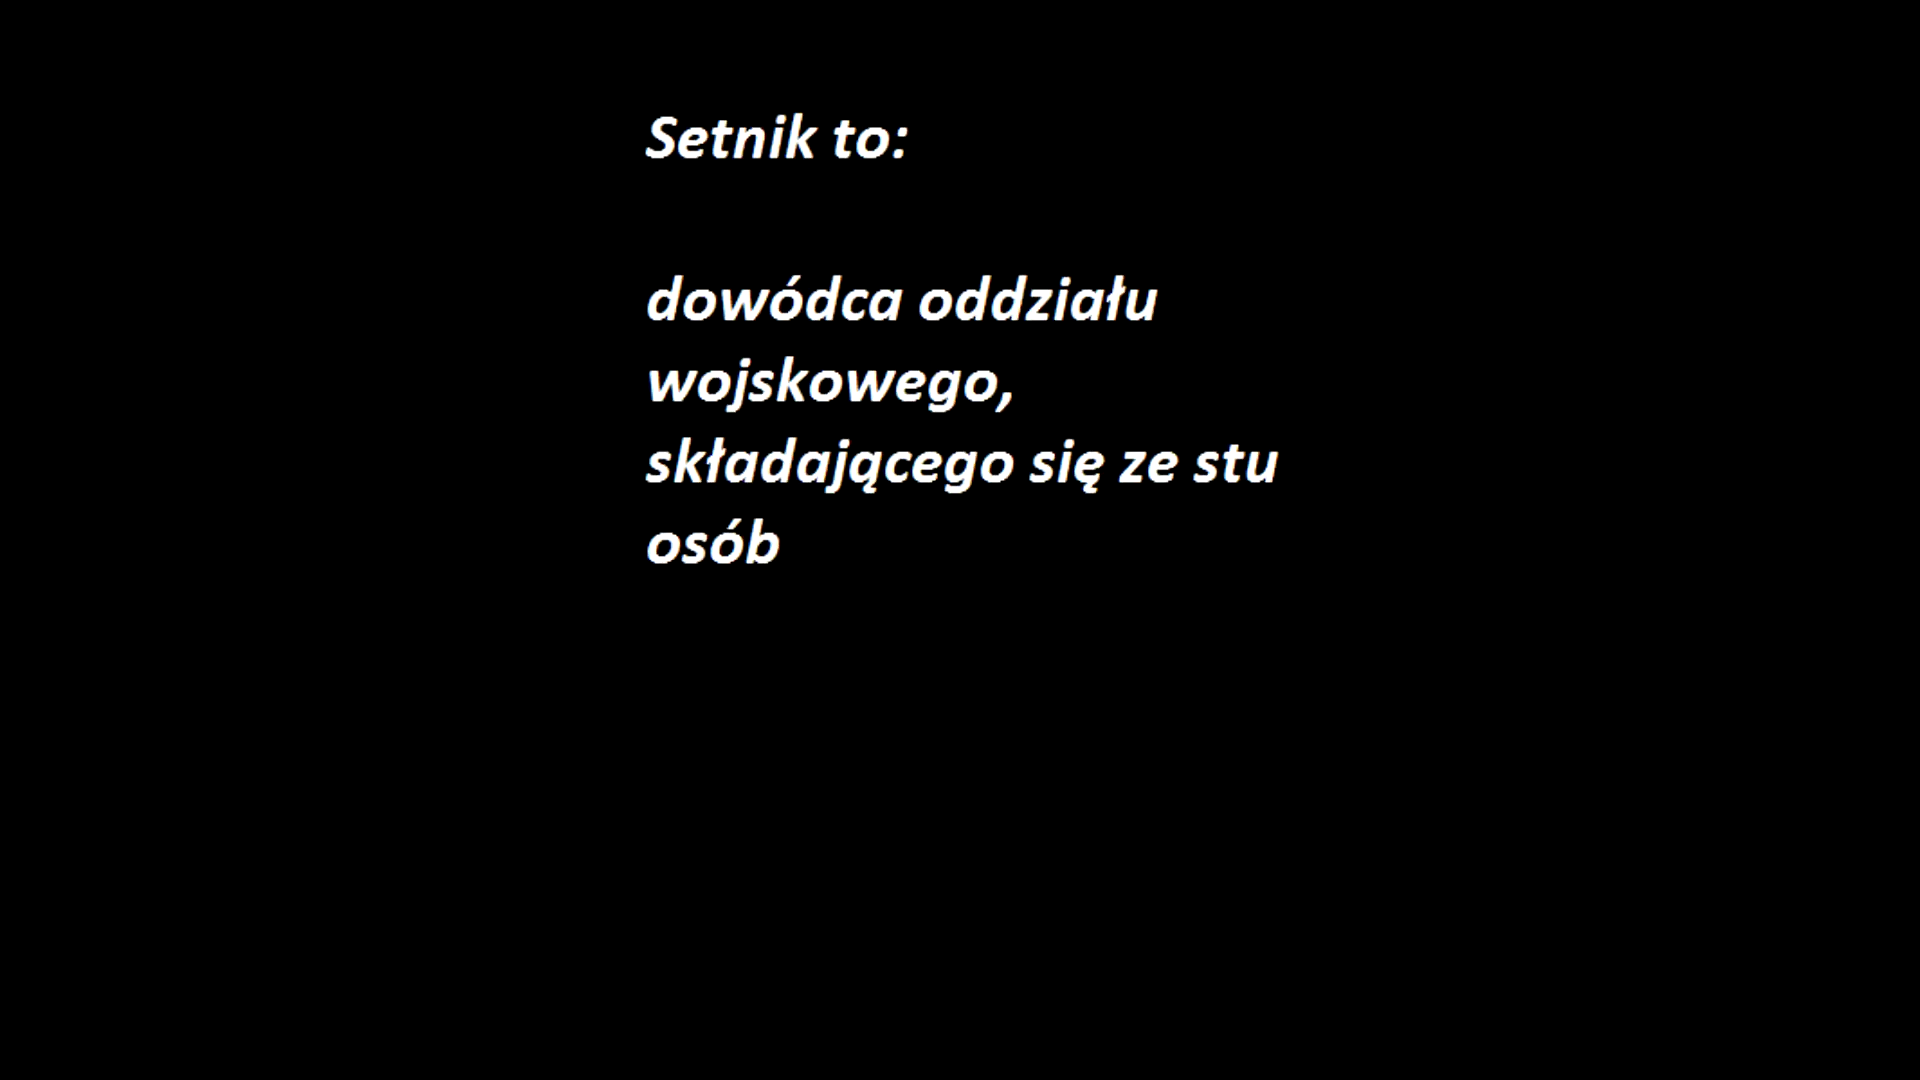 Setnik to:
dowódca oddziału
wojskowego,
składającego się ze stu
osób